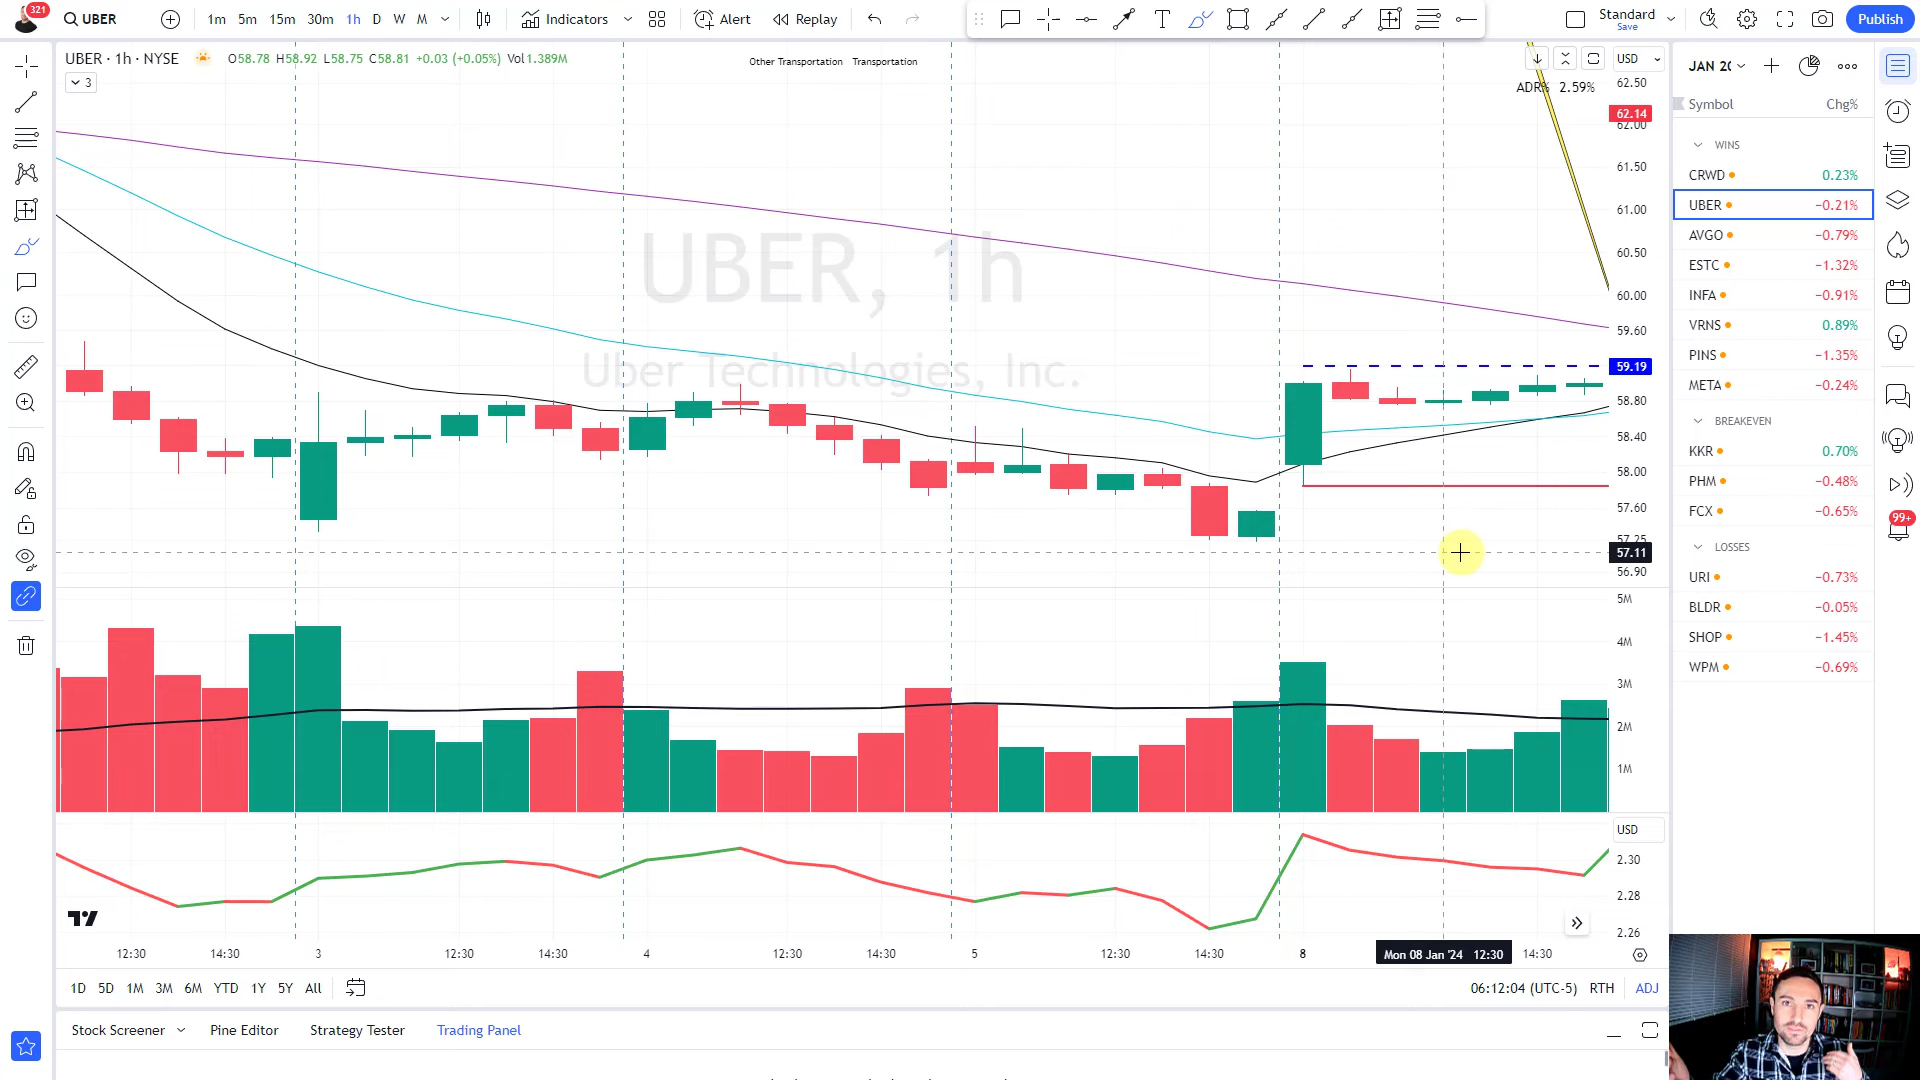 321
UBER
1m 5m 15m 30m 1h D W M
Indicators
Alert
Replay
Standard
Save
Publish
UBER · 1h · NYSE
O58.78 H58.92 L58.75 C58.81 +0.03 (+0.05%) Vol1.389M
3
Other Transportation Transportation
USD
ADR% 2.59%
62.50
62.14
62.00
61.50
61.00
60.50
60.00
59.60
59.19
58.80
58.40
58.00
57.60
57.25
57.11
56.90
UBER, 1h
Uber Technologies, Inc.
5M
4M
3M
2M
1M
USD
2.30
2.28
2.26
12:30 14:30 3 12:30 14:30 4 12:30 14:30 5 12:30 14:30 8 Mon 08 Jan '24 12:30 14:30
1D 5D 1M 3M 6M YTD 1Y 5Y All
06:12:04 (UTC-5) RTH ADJ
Stock Screener Pine Editor Strategy Tester Trading Panel
JAN 20
Symbol Chg%
WINS
CRWD 0.23%
UBER −0.21%
AVGO −0.79%
ESTC −1.32%
INFA −0.91%
VRNS 0.89%
PINS −1.35%
META −0.24%
BREAKEVEN
KKR 0.70%
PHM −0.48%
FCX −0.65%
LOSSES
URI −0.73%
BLDR −0.05%
SHOP −1.45%
WPM −0.69%
99+